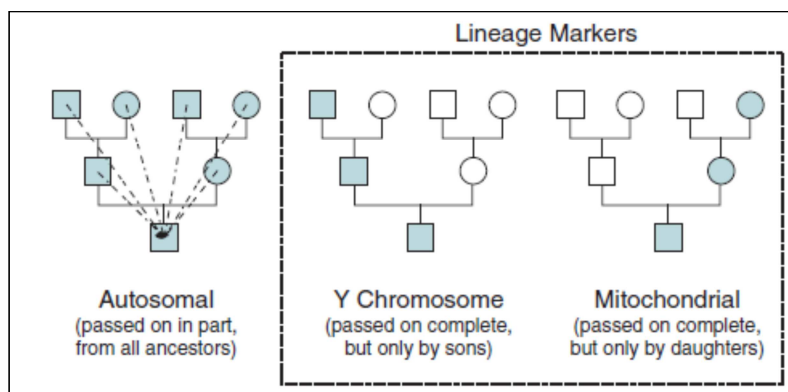 Lineage Markers
Autosomal
(passed on in part,
from all ancestors)
Y Chromosome
(passed on complete,
but only by sons)
Mitochondrial
(passed on complete,
but only by daughters)